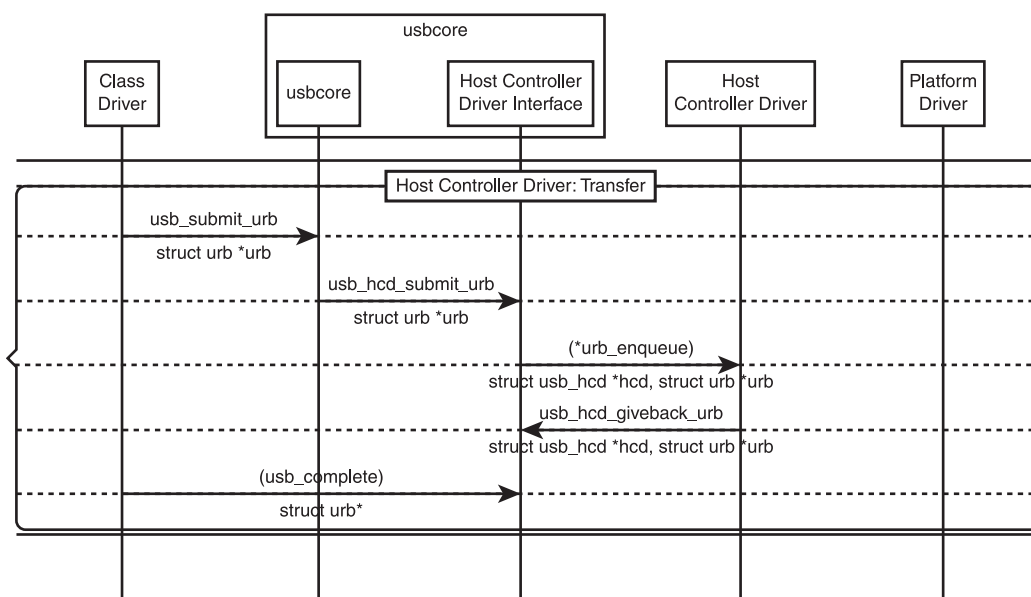 usbcore
Class
Driver
usbcore
Host Controller
Driver Interface
Host
Controller Driver
Platform
Driver
Host Controller Driver: Transfer
usb_submit_urb
struct urb *urb
usb_hcd_submit_urb
struct urb *urb
(*urb_enqueue)
struct usb_hcd *hcd, struct urb *urb
usb_hcd_giveback_urb
struct usb_hcd *hcd, struct urb *urb
(usb_complete)
struct urb*